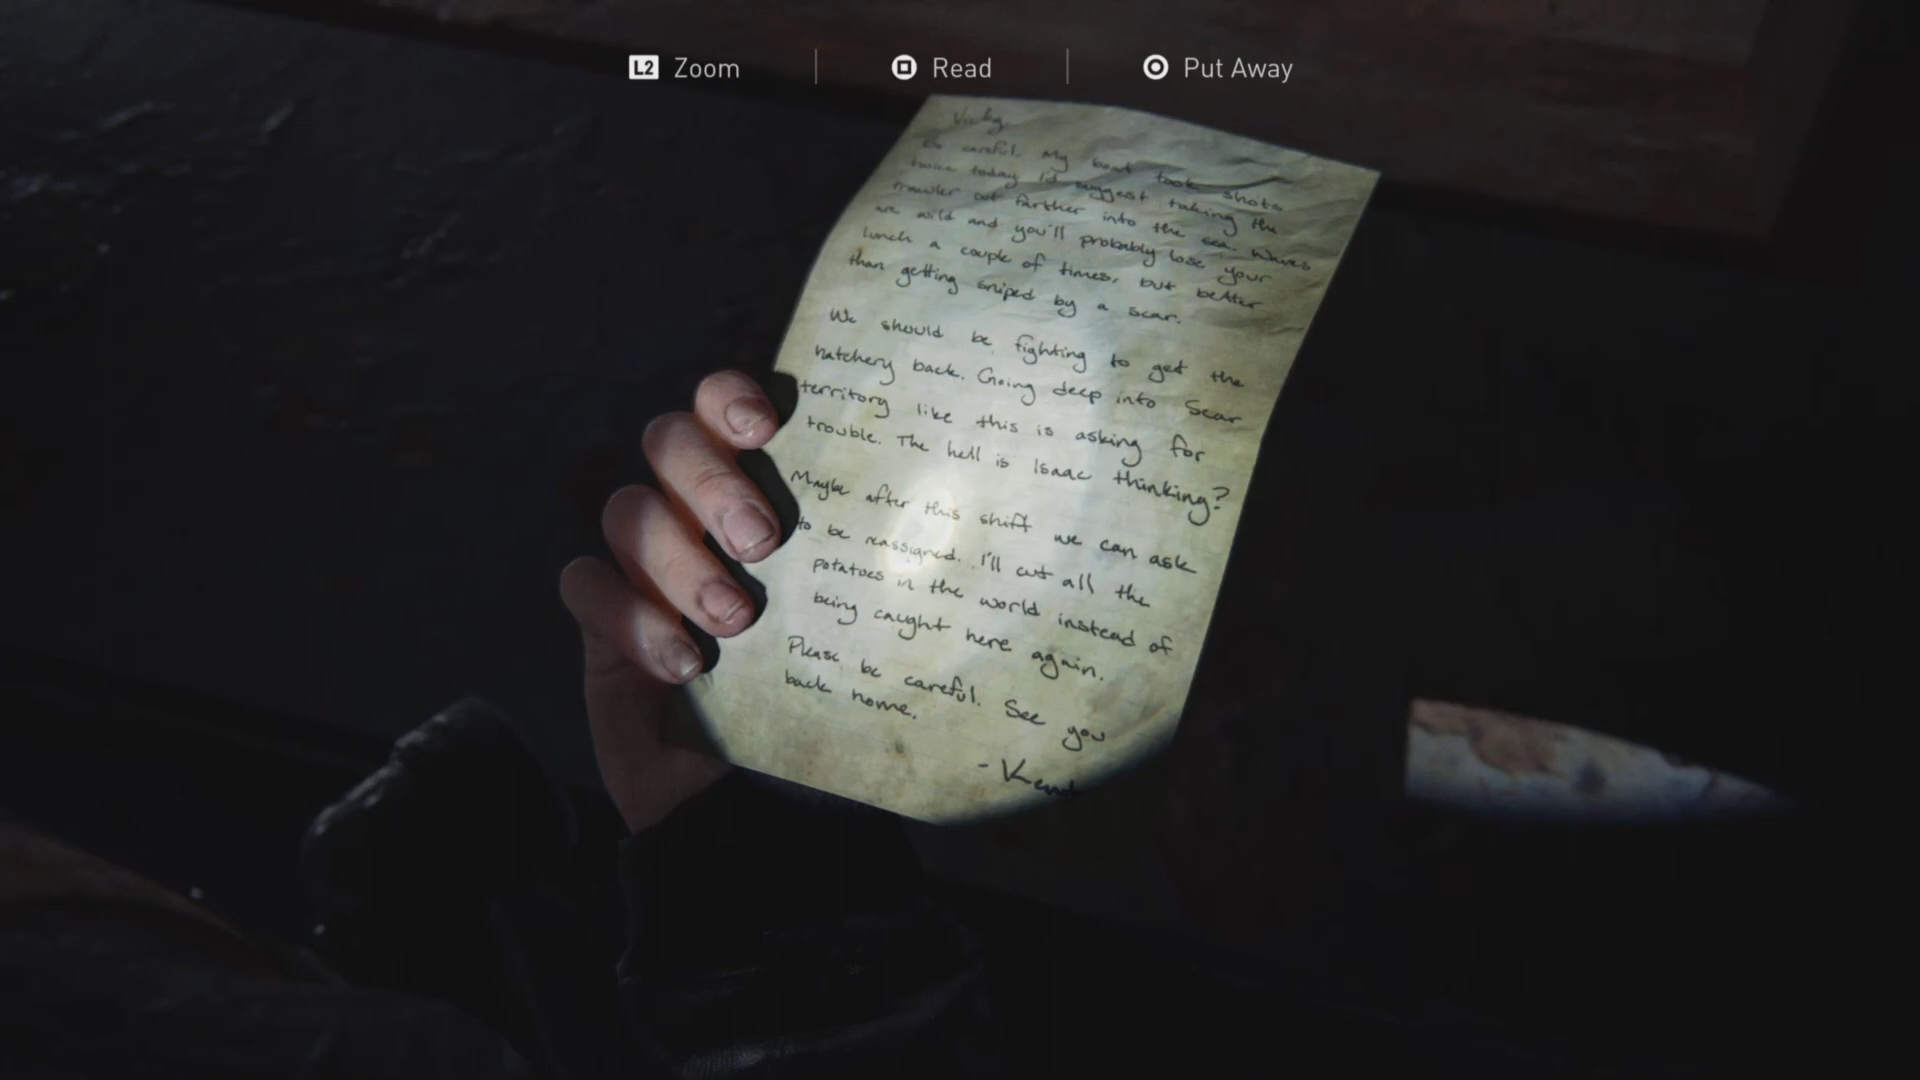 L2 Zoom | Read | Put Away
Vicky,
Be careful. My boat took shots
twice today. I'd suggest taking the
trawler out farther into the sea. Waves
are wild and you'll probably lose your
lunch a couple of times, but better
than getting sniped by a scar.
We should be fighting to get the
hatchery back. Going deep into Scar
territory like this is asking for
trouble. The hell is Isaac thinking?
Maybe after this shift we can ask
to be reassigned. I'll cut all the
potatoes in the world instead of
being caught here again.
Please be careful. See you
back home.